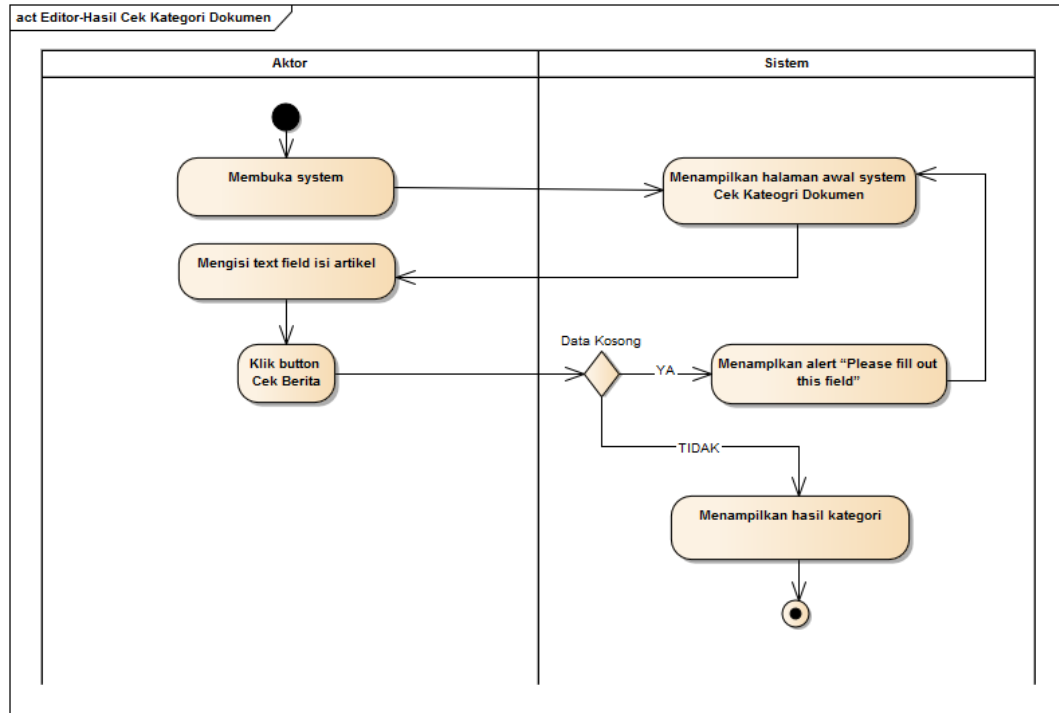 act Editor-Hasil Cek Kategori Dokumen
Aktor
Sistem
Membuka system
Menampilkan halaman awal system
Cek Kateogri Dokumen
Mengisi text field isi artikel
Klik button
Cek Berita
Data Kosong
YA
Menamplkan alert “Please fill out
this field”
TIDAK
Menampilkan hasil kategori